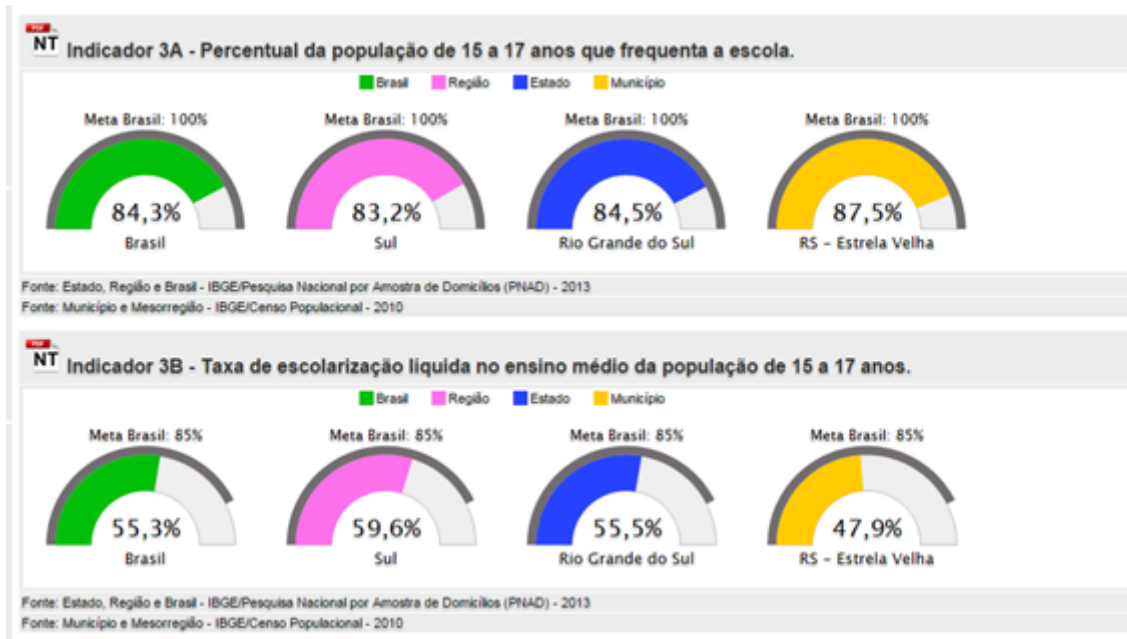 PDF
NT Indicador 3A - Percentual da população de 15 a 17 anos que frequenta a escola.
Brasil Região Estado Município
Meta Brasil: 100% Meta Brasil: 100% Meta Brasil: 100% Meta Brasil: 100%
84,3% 83,2% 84,5% 87,5%
Brasil Sul Rio Grande do Sul RS - Estrela Velha
Fonte: Estado, Região e Brasil - IBGE/Pesquisa Nacional por Amostra de Domicílios (PNAD) - 2013
Fonte: Município e Mesorregião - IBGE/Censo Populacional - 2010
PDF
NT Indicador 3B - Taxa de escolarização líquida no ensino médio da população de 15 a 17 anos.
Brasil Região Estado Município
Meta Brasil: 85% Meta Brasil: 85% Meta Brasil: 85% Meta Brasil: 85%
55,3% 59,6% 55,5% 47,9%
Brasil Sul Rio Grande do Sul RS - Estrela Velha
Fonte: Estado, Região e Brasil - IBGE/Pesquisa Nacional por Amostra de Domicílios (PNAD) - 2013
Fonte: Município e Mesorregião - IBGE/Censo Populacional - 2010